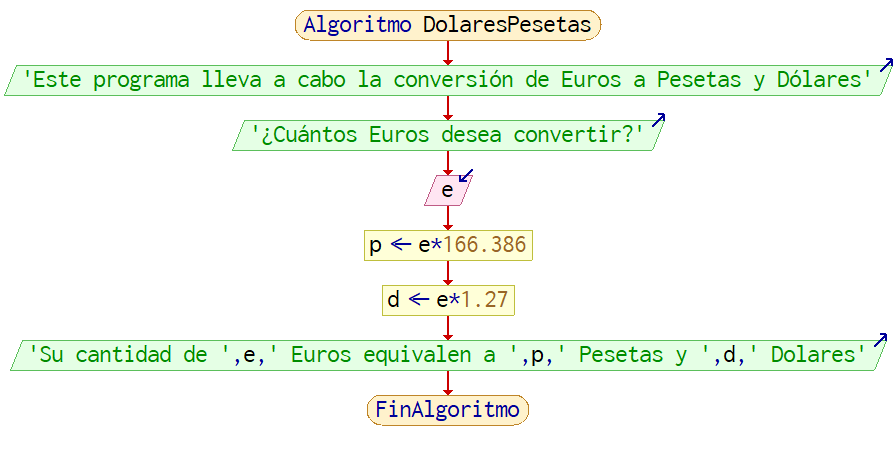 Algoritmo DolaresPesetas
'Este programa lleva a cabo la conversión de Euros a Pesetas y Dólares'
'¿Cuántos Euros desea convertir?'
e
p ← e*166.386
d ← e*1.27
'Su cantidad de ',e,' Euros equivalen a ',p,' Pesetas y ',d,' Dolares'
FinAlgoritmo